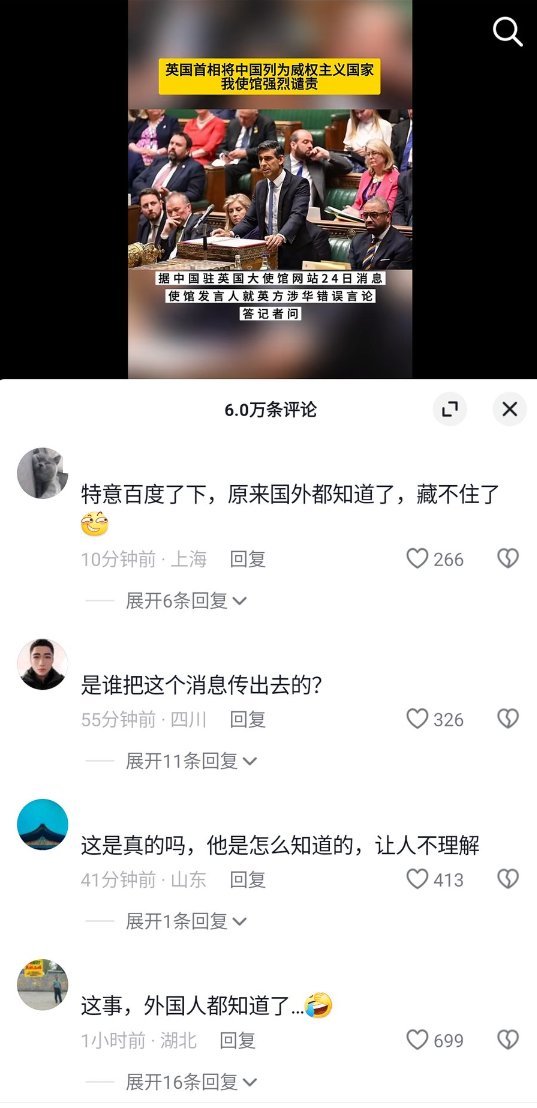 英国首相将中国列为威权主义国家
我使馆强烈谴责
据中国驻英国大使馆网站24日消息
使馆发言人就英方涉华错误言论
答记者问
6.0万条评论
特意百度了下，原来国外都知道了，藏不住了
10分钟前 · 上海 回复 266
展开6条回复
是谁把这个消息传出去的？
55分钟前 · 四川 回复 326
展开11条回复
这是真的吗，他是怎么知道的，让人不理解
41分钟前 · 山东 回复 413
展开1条回复
这事，外国人都知道了...🤣
1小时前 · 湖北 回复 699
展开16条回复